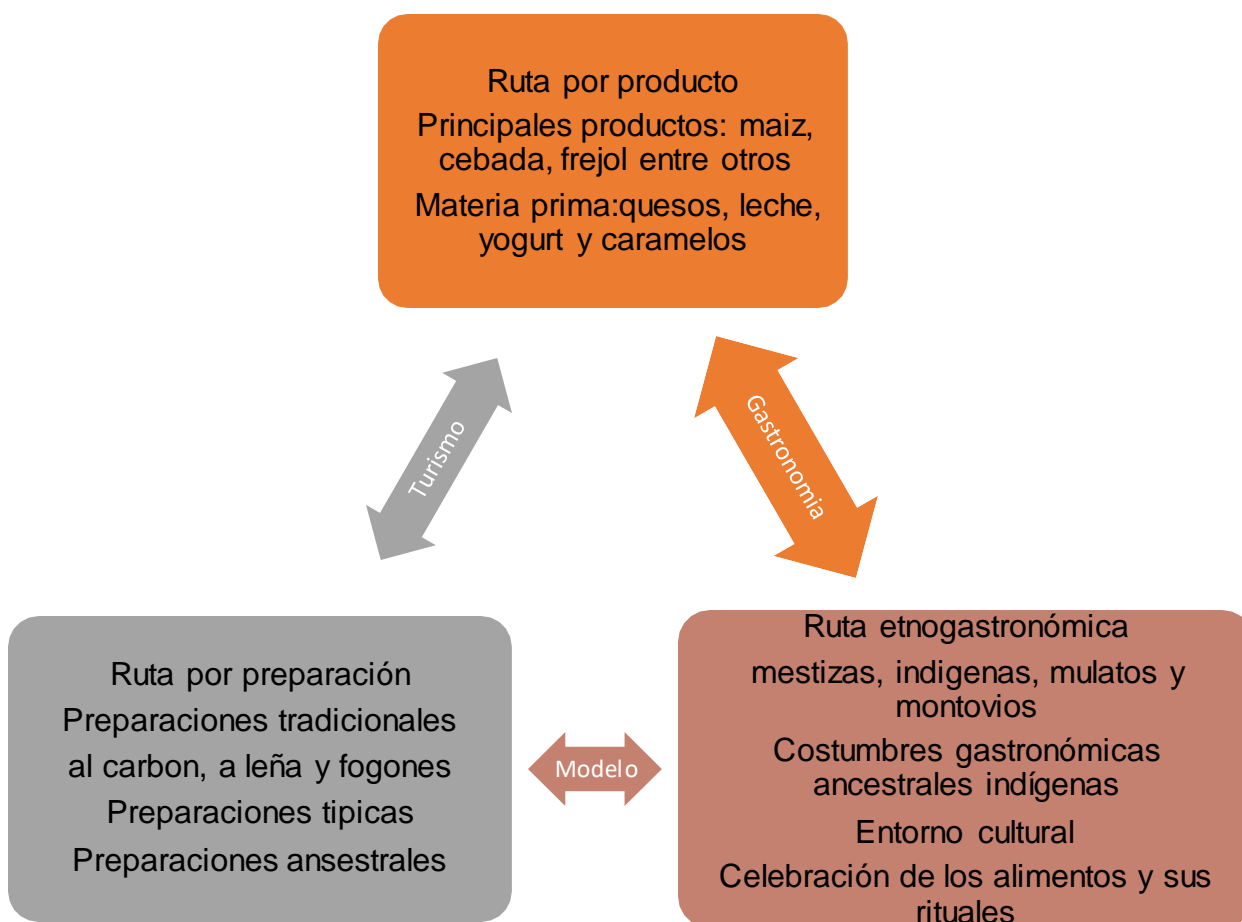 Ruta por producto
Principales productos: maiz,
cebada, frejol entre otros
Materia prima:quesos, leche,
yogurt y caramelos
Turismo
Gastronomia
Ruta por preparación
Preparaciones tradicionales
al carbon, a leña y fogones
Preparaciones tipicas
Preparaciones ansestrales
Modelo
Ruta etnogastronómica
mestizas, indigenas, mulatos y
montovios
Costumbres gastronómicas
ancestrales indígenas
Entorno cultural
Celebración de los alimentos y sus
rituales